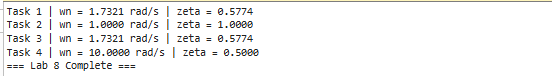 Task 1 | wn = 1.7321 rad/s | zeta = 0.5774
Task 2 | wn = 1.0000 rad/s | zeta = 1.0000
Task 3 | wn = 1.7321 rad/s | zeta = 0.5774
Task 4 | wn = 10.0000 rad/s | zeta = 0.5000
=== Lab 8 Complete ===